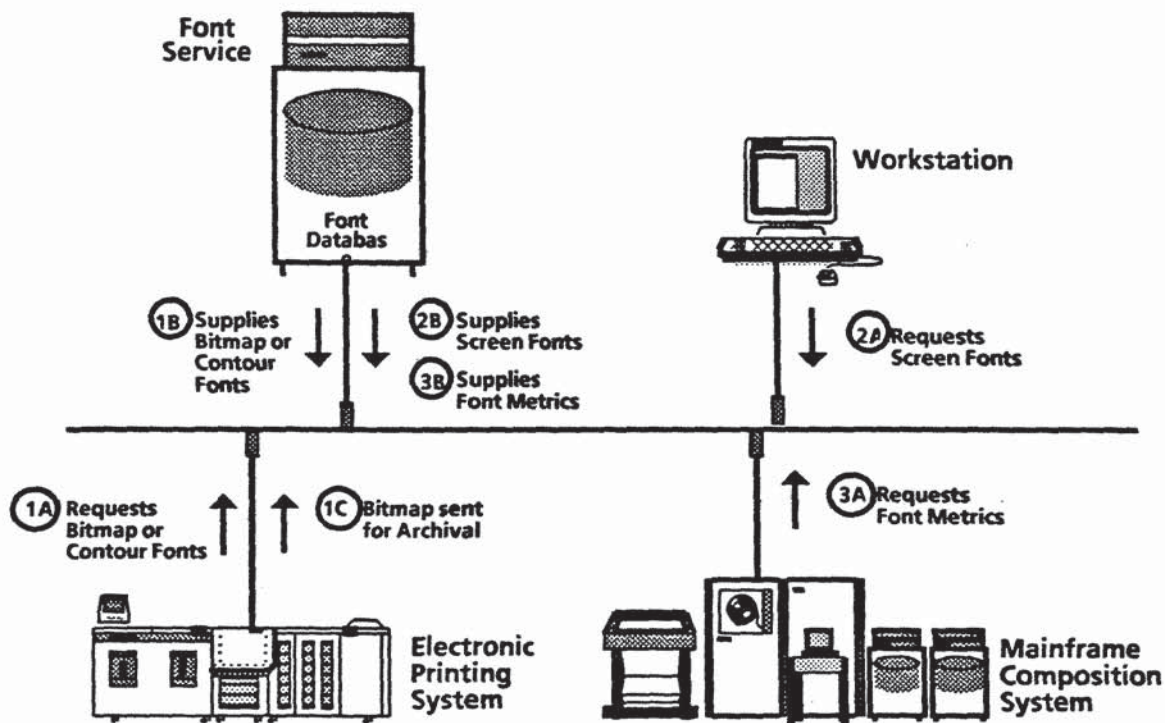 Font
Service
Font
Databas
Workstation
1B Supplies
Bitmap or
Contour
Fonts
2B Supplies
Screen Fonts
3B Supplies
Font Metrics
2A Requests
Screen Fonts
1A Requests
Bitmap or
Contour Fonts
1C Bitmap sent
for Archival
3A Requests
Font Metrics
Electronic
Printing
System
Mainframe
Composition
System